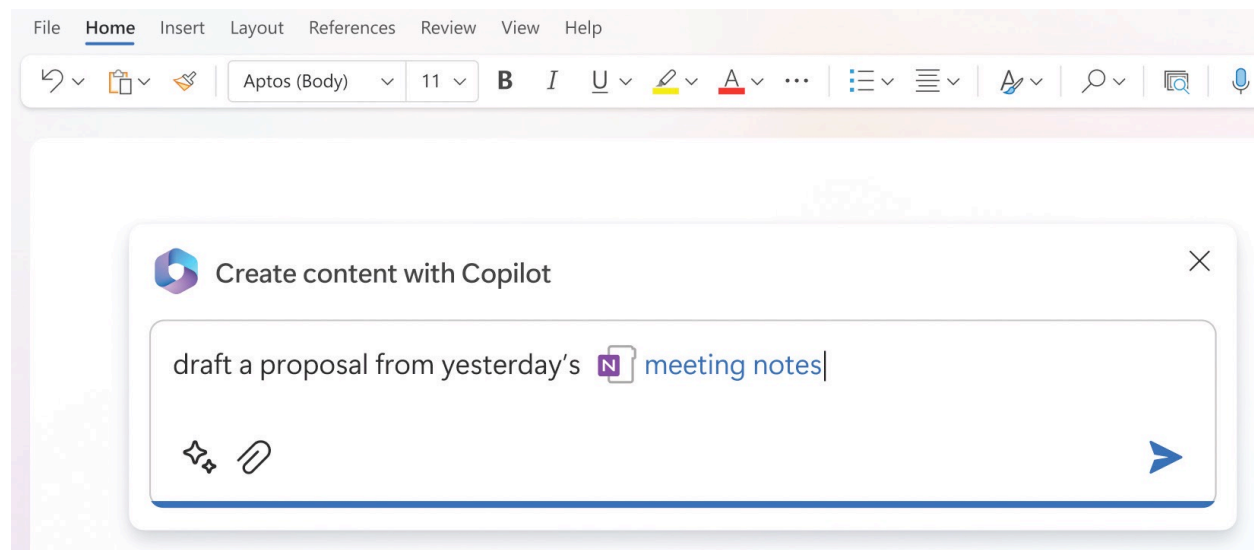 File Home Insert Layout References Review View Help
Aptos (Body) 11 B I U A
Create content with Copilot
draft a proposal from yesterday’s N meeting notes